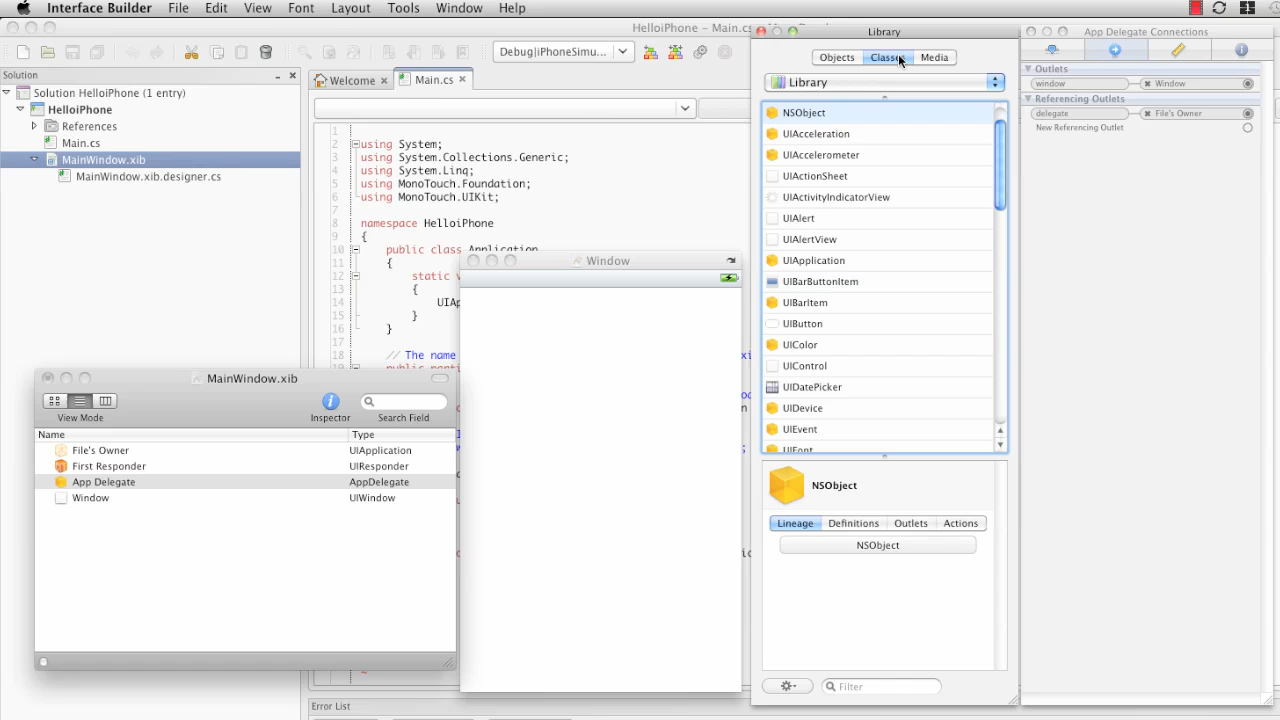 Interface Builder File Edit View Font Layout Tools Window Help
HelloiPhone - Main.cs
Debug|iPhoneSimu...
Solution
Solution HelloiPhone (1 entry)
HelloiPhone
References
Main.cs
MainWindow.xib
MainWindow.xib.designer.cs
Welcome
Main.cs
1
2 using System;
3 using System.Collections.Generic;
4 using System.Linq;
5 using MonoTouch.Foundation;
6 using MonoTouch.UIKit;
7
8 namespace HelloiPhone
9 {
10 public class Application
11 {
12 static
13 {
14 UIAp
15 }
16 }
17
18 // The name
19
Error List
MainWindow.xib
View Mode
Inspector
Search Field
Name Type
File's Owner UIApplication
First Responder UIResponder
App Delegate AppDelegate
Window UIWindow
Window
Library
Objects Classes Media
Library
NSObject
UIAcceleration
UIAccelerometer
UIActionSheet
UIActivityIndicatorView
UIAlert
UIAlertView
UIApplication
UIBarButtonItem
UIBarItem
UIButton
UIColor
UIControl
UIDatePicker
UIDevice
UIEvent
UIFont
NSObject
Lineage Definitions Outlets Actions
NSObject
Filter
App Delegate Connections
Outlets
window Window
Referencing Outlets
delegate File's Owner
New Referencing Outlet